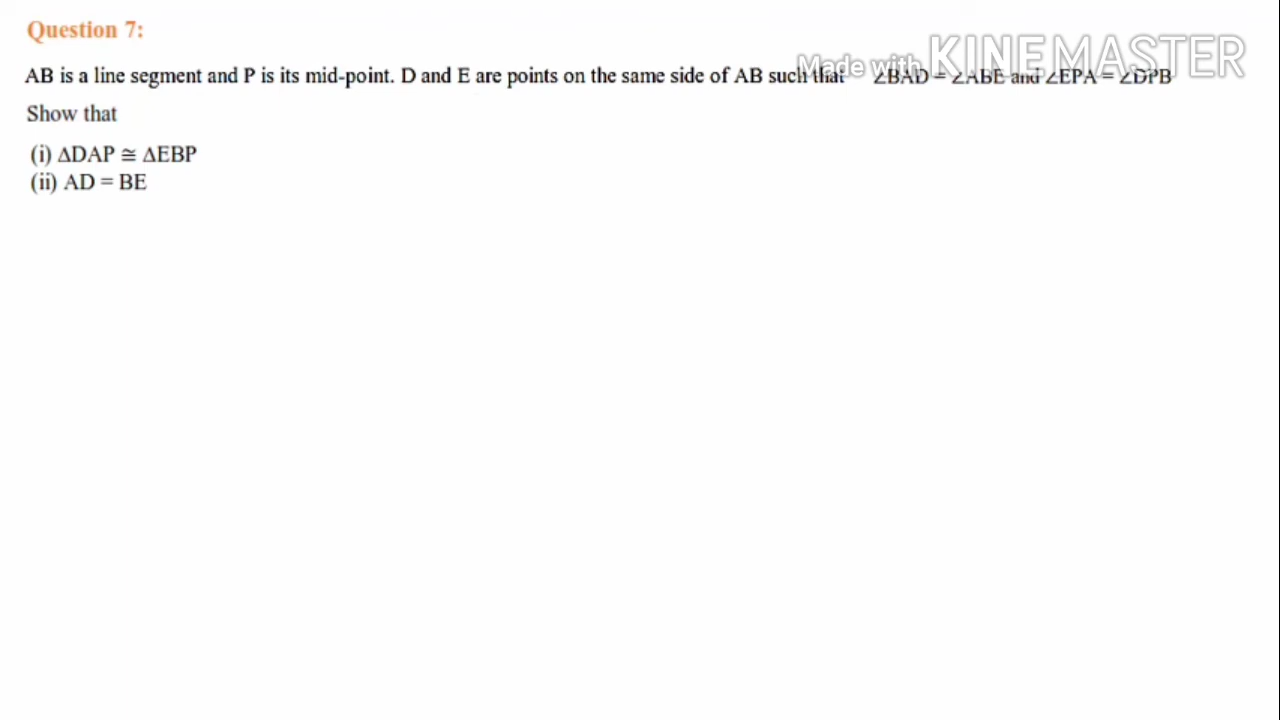 Question 7:
Made with KINEMASTER
AB is a line segment and P is its mid-point. D and E are points on the same side of AB such that ∠BAD = ∠ABE and ∠EPA = ∠DPB
Show that
(i) ΔDAP ≅ ΔEBP
(ii) AD = BE